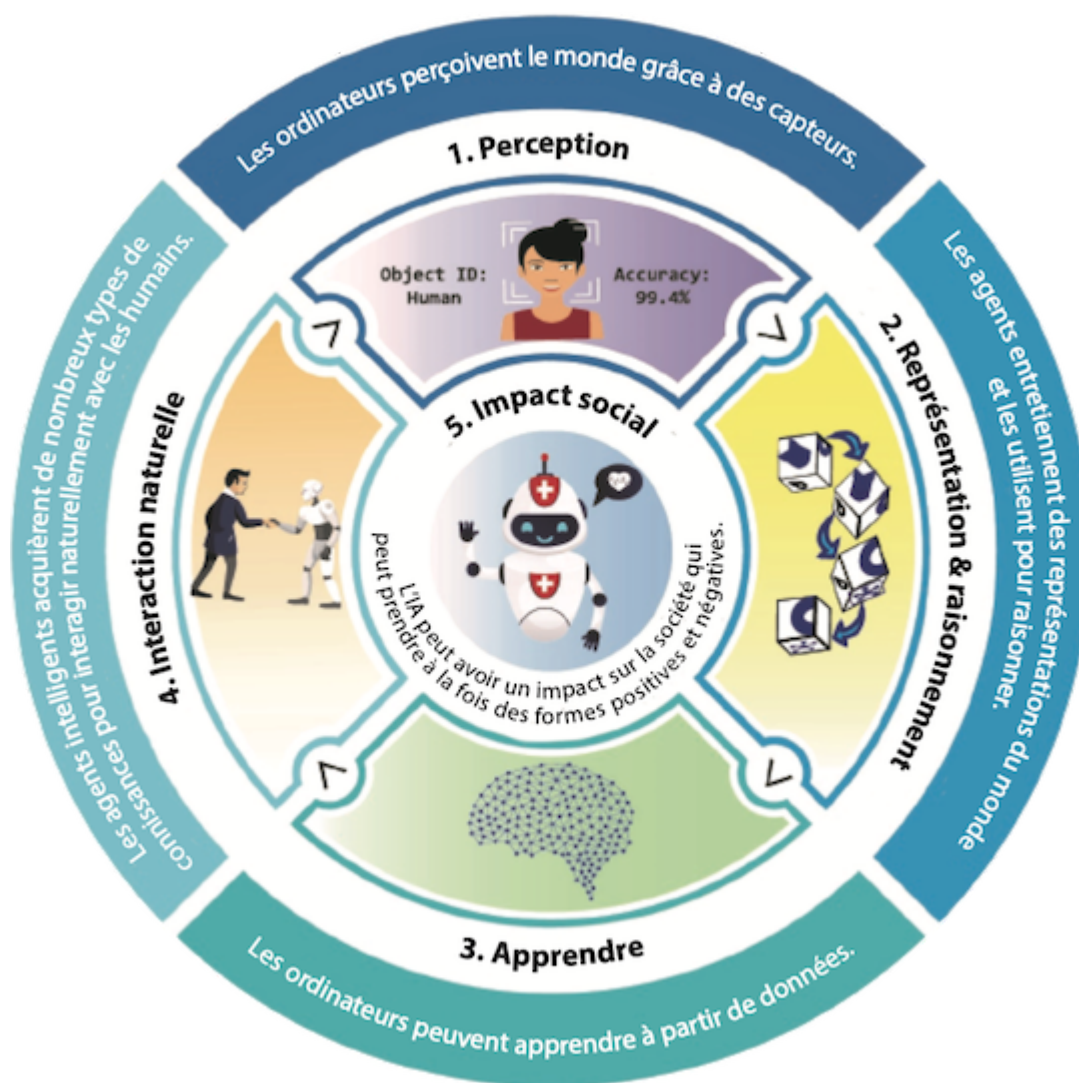 Les ordinateurs perçoivent le monde grâce à des capteurs.
1. Perception
Object ID:
Human
Accuracy:
99.4%
Les agents entretiennent des représentations du monde
et les utilisent pour raisonner.
2. Représentation & raisonnement
3. Apprendre
Les ordinateurs peuvent apprendre à partir de données.
Les agents intelligents acquièrent de nombreux types de
connissances pour interagir naturellement avec les humains.
4. Interaction naturelle
5. Impact social
L'IA peut avoir un impact sur la société qui
peut prendre à la fois des formes positives et négatives.